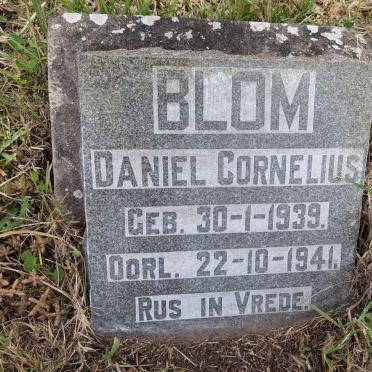 BLOM
DANIEL CORNELIUS
GEB. 30-1-1939.
OORL. 22-10-1941.
RUS IN VREDE.